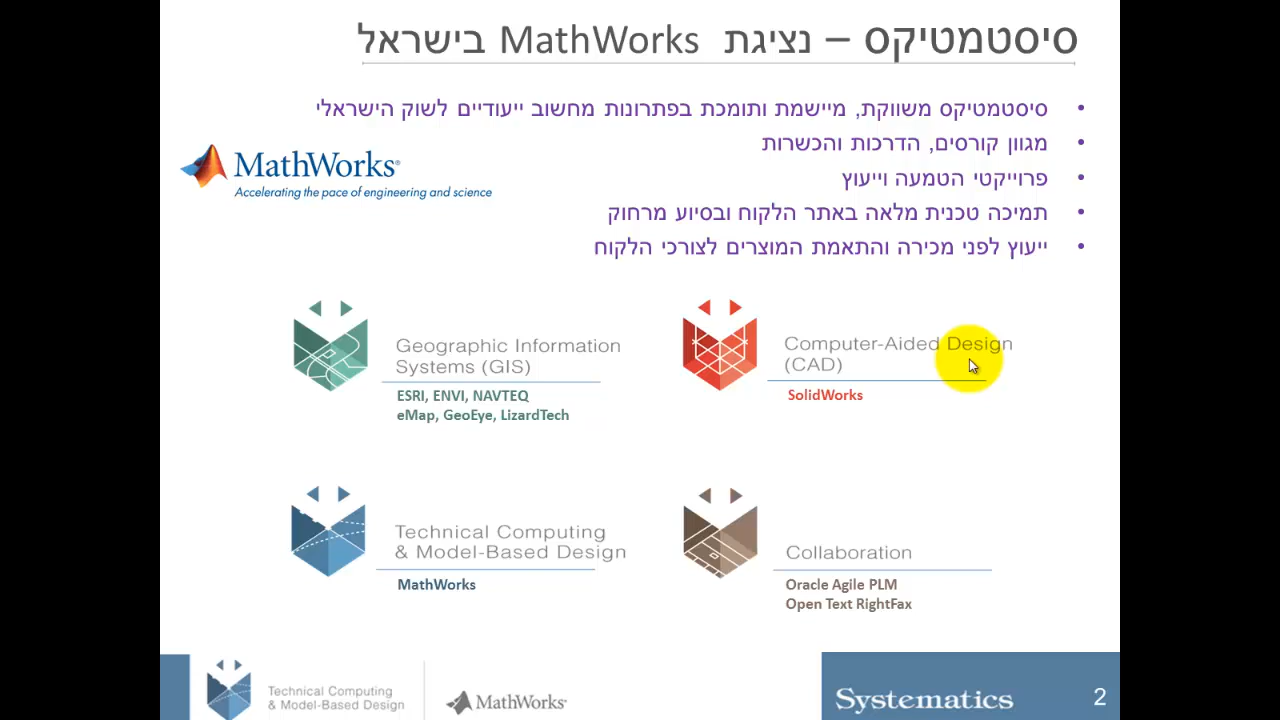 סיסטמטיקס – נציגת MathWorks בישראל
• סיסטמטיקס משווקת, מיישמת ותומכת בפתרונות מחשוב ייעודיים לשוק הישראלי
• מגוון קורסים, הדרכות והכשרות
• פרוייקטי הטמעה וייעוץ
• תמיכה טכנית מלאה באתר הלקוח ובסיוע מרחוק
• ייעוץ לפני מכירה והתאמת המוצרים לצורכי הלקוח
MathWorks®
Accelerating the pace of engineering and science
Geographic Information
Systems (GIS)
ESRI, ENVI, NAVTEQ
eMap, GeoEye, LizardTech
Computer-Aided Design
(CAD)
SolidWorks
Technical Computing
& Model-Based Design
MathWorks
Collaboration
Oracle Agile PLM
Open Text RightFax
Technical Computing
& Model-Based Design
MathWorks®
Systematics
2